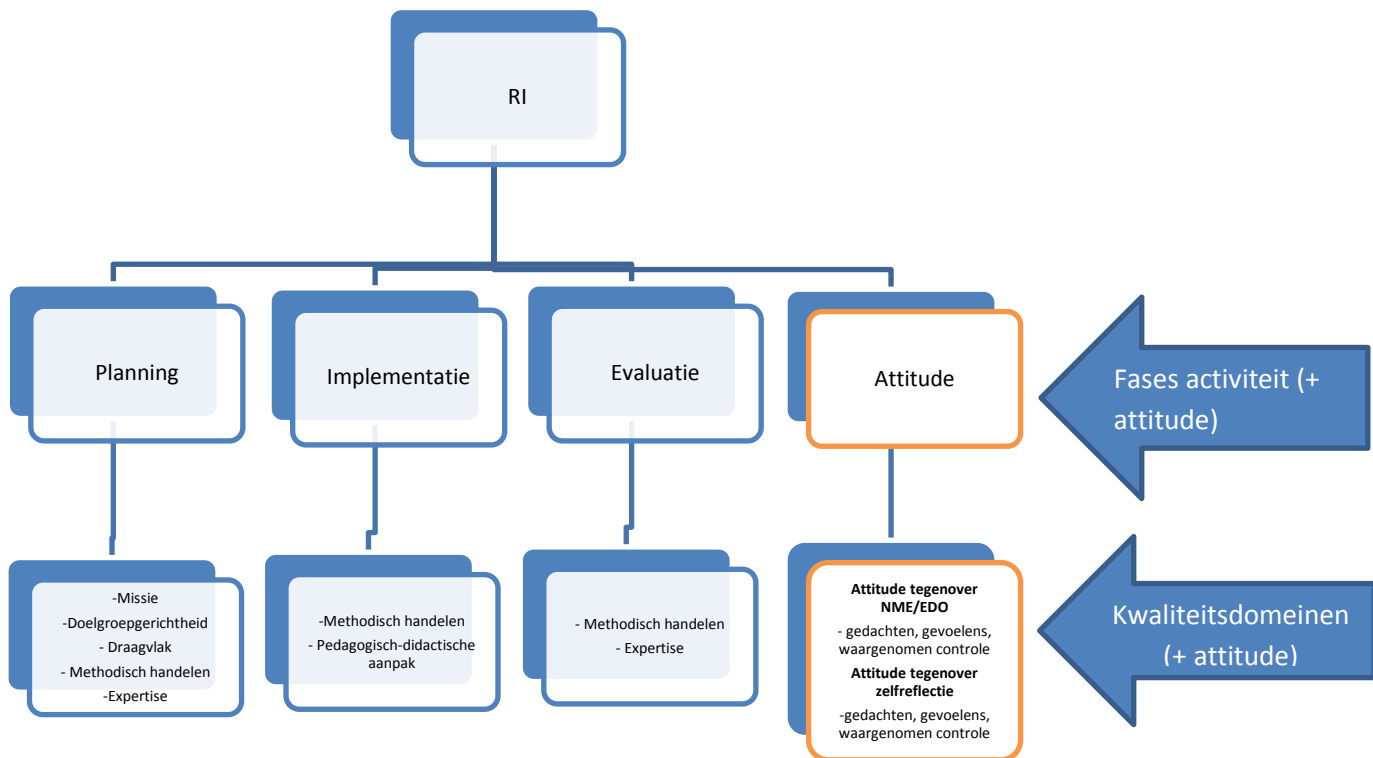 RI
Planning
Implementatie
Evaluatie
Attitude
Fases activiteit (+
attitude)
-Missie
-Doelgroepgerichtheid
- Draagvlak
- Methodisch handelen
-Expertise
-Methodisch handelen
- Pedagogisch-didactische
aanpak
- Methodisch handelen
- Expertise
Attitude tegenover
NME/EDO
- gedachten, gevoelens,
waargenomen controle
Attitude tegenover
zelfreflectie
-gedachten, gevoelens,
waargenomen controle
Kwaliteitsdomeinen
(+ attitude)